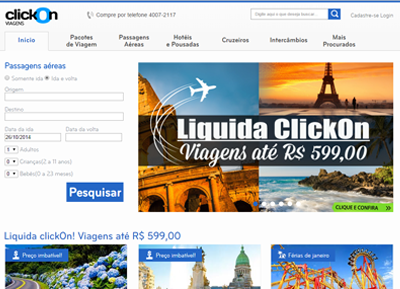 clickOn
VIAGENS
Compre por telefone 4007-2117
Digite aqui o que deseja buscar...
Cadastre-se Login
Início
Pacotes de Viagem
Passagens Aéreas
Hotéis e Pousadas
Cruzeiros
Intercâmbios
Mais Procurados
Passagens aéreas
Somente ida
Ida e volta
Origem:
Destino:
Data da ida
Data da volta
26/10/2014
1 Adultos
0 Crianças(2 a 11 anos)
0 Bebês(0 a 23 meses)
Pesquisar
Liquida ClickOn
Viagens até R$ 599,00
CLIQUE E CONFIRA
Liquida clickOn! Viagens até R$ 599,00
Preço imbatível!
Preço imbatível!
Férias de janeiro